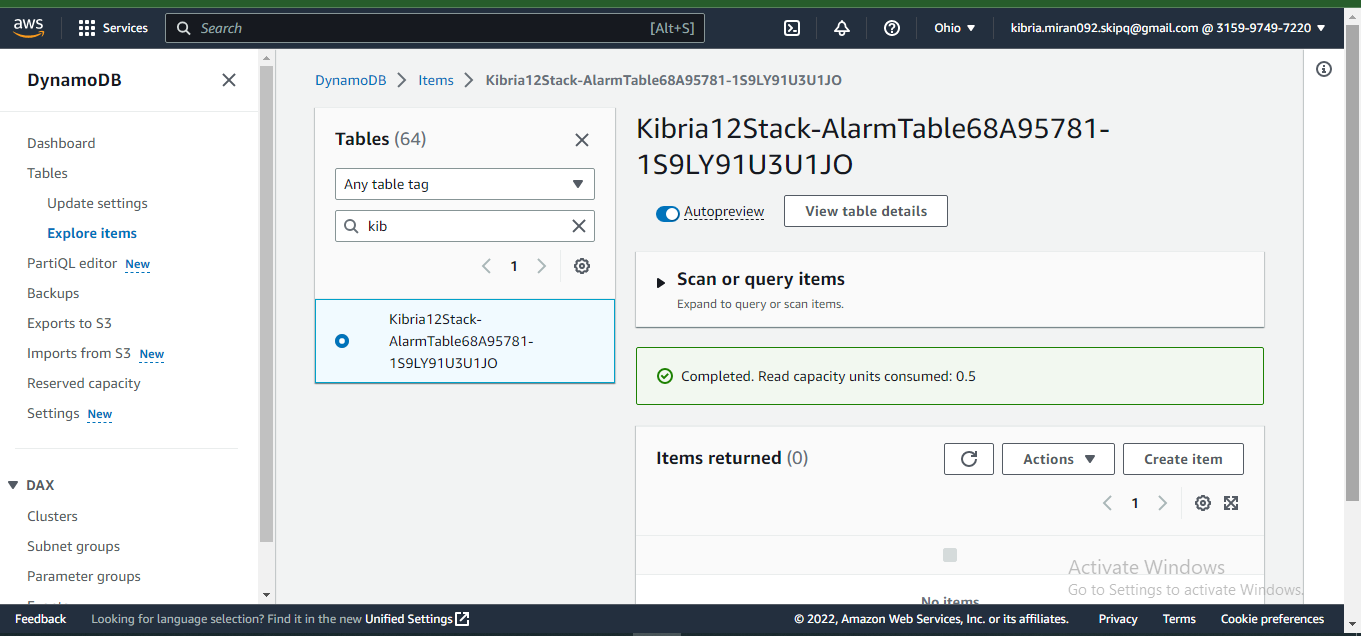 aws
Services
Search
[Alt+S]
Ohio
kibria.miran092.skipq@gmail.com @ 3159-9749-7220
DynamoDB
Dashboard
Tables
Update settings
Explore items
PartiQL editor New
Backups
Exports to S3
Imports from S3 New
Reserved capacity
Settings New
DAX
Clusters
Subnet groups
Parameter groups
DynamoDB > Items > Kibria12Stack-AlarmTable68A95781-1S9LY91U3U1JO
Tables (64)
Any table tag
kib
1
Kibria12Stack-
AlarmTable68A95781-
1S9LY91U3U1JO
Kibria12Stack-AlarmTable68A95781-
1S9LY91U3U1JO
Autopreview
View table details
Scan or query items
Expand to query or scan items.
Completed. Read capacity units consumed: 0.5
Items returned (0)
Actions
Create item
1
No items
Activate Windows
Go to Settings to activate Windows.
Feedback
Looking for language selection? Find it in the new Unified Settings
© 2022, Amazon Web Services, Inc. or its affiliates.
Privacy
Terms
Cookie preferences